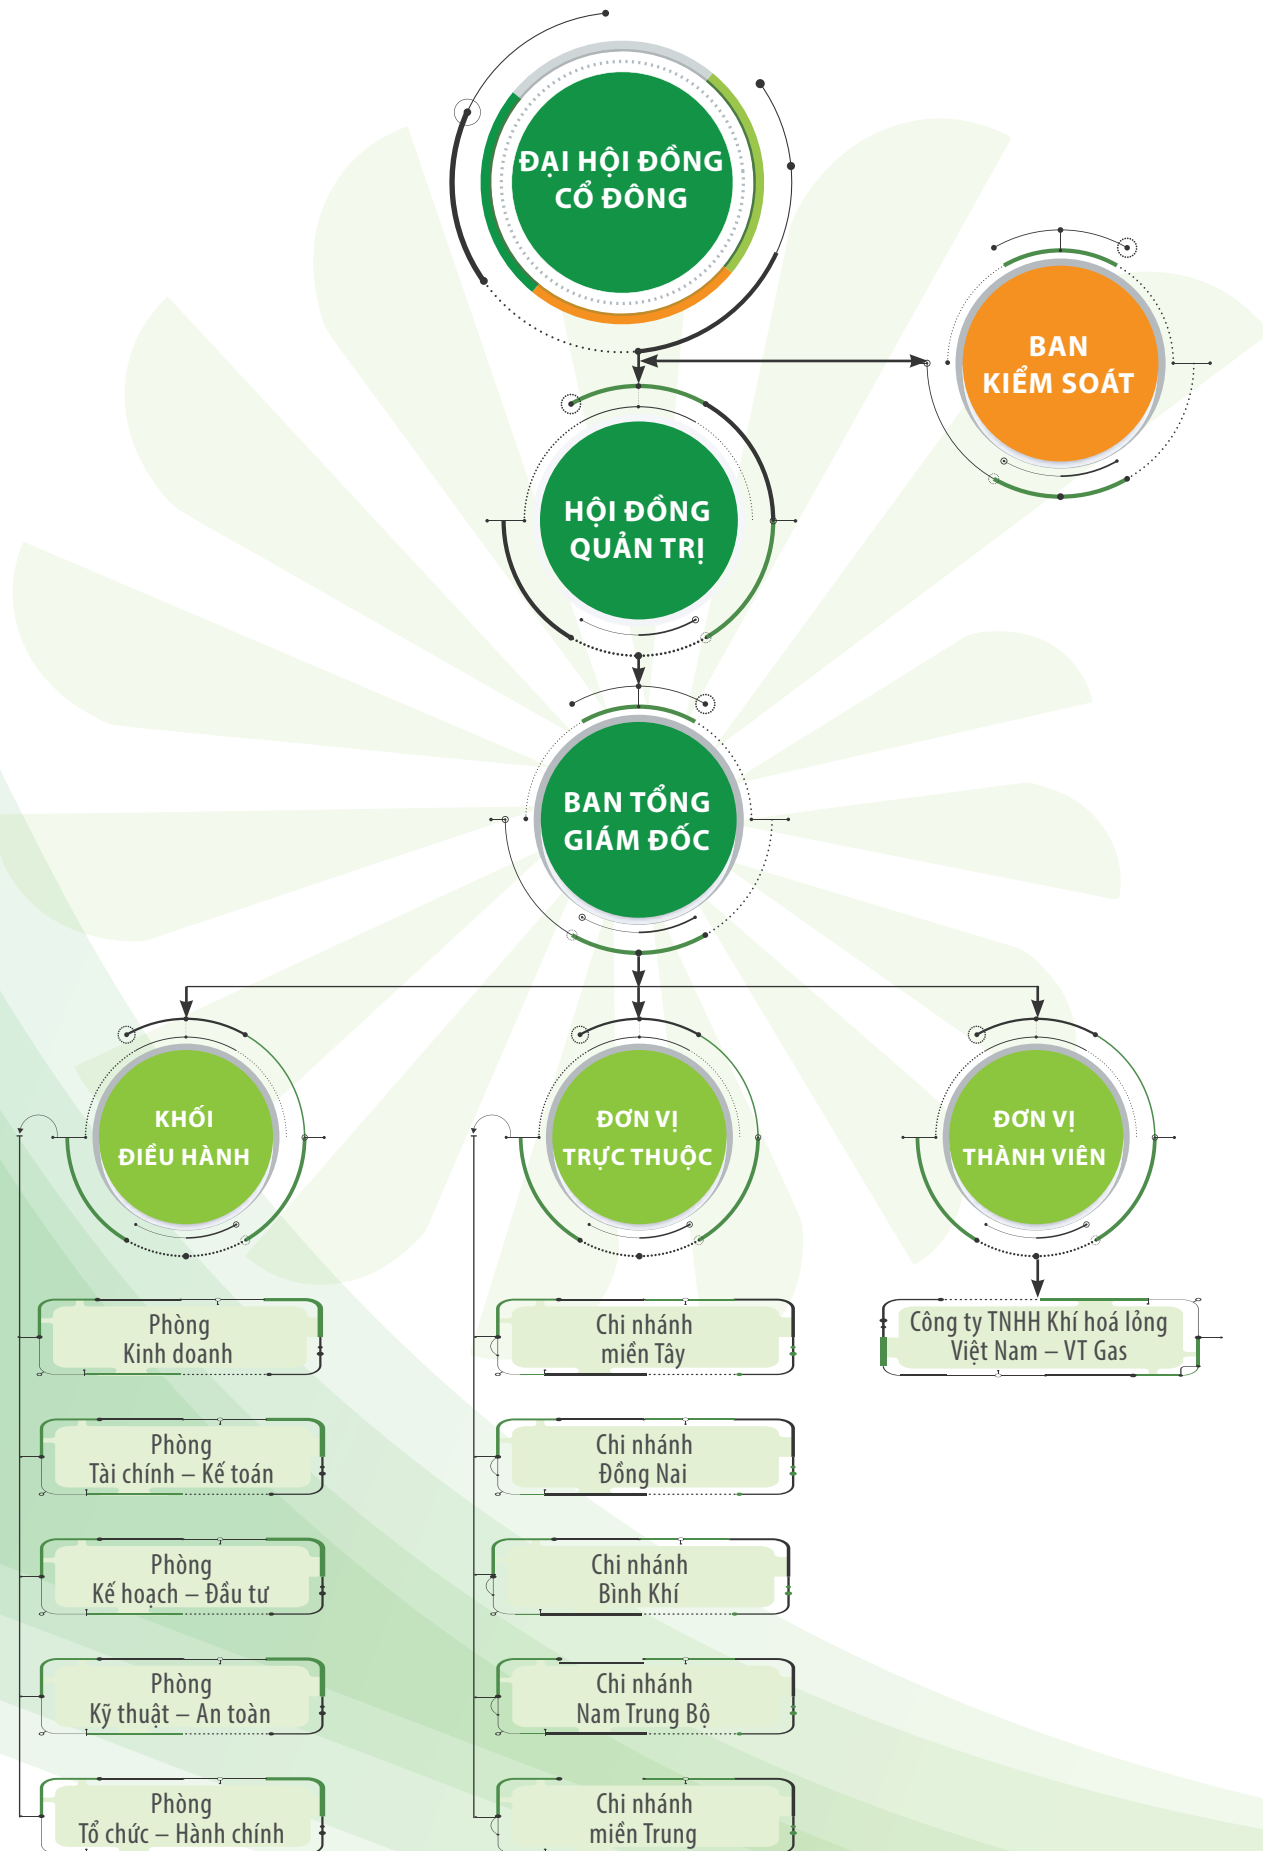 ĐẠI HỘI ĐỒNG
CỔ ĐÔNG
BAN
KIỂM SOÁT
HỘI ĐỒNG
QUẢN TRỊ
BAN TỔNG
GIÁM ĐỐC
KHỐI
ĐIỀU HÀNH
ĐƠN VỊ
TRỰC THUỘC
ĐƠN VỊ
THÀNH VIÊN
Phòng
Kinh doanh
Phòng
Tài chính – Kế toán
Phòng
Kế hoạch – Đầu tư
Phòng
Kỹ thuật – An toàn
Phòng
Tổ chức – Hành chính
Chi nhánh
miền Tây
Chi nhánh
Đồng Nai
Chi nhánh
Bình Khí
Chi nhánh
Nam Trung Bộ
Chi nhánh
miền Trung
Công ty TNHH Khí hoá lỏng
Việt Nam – VT Gas